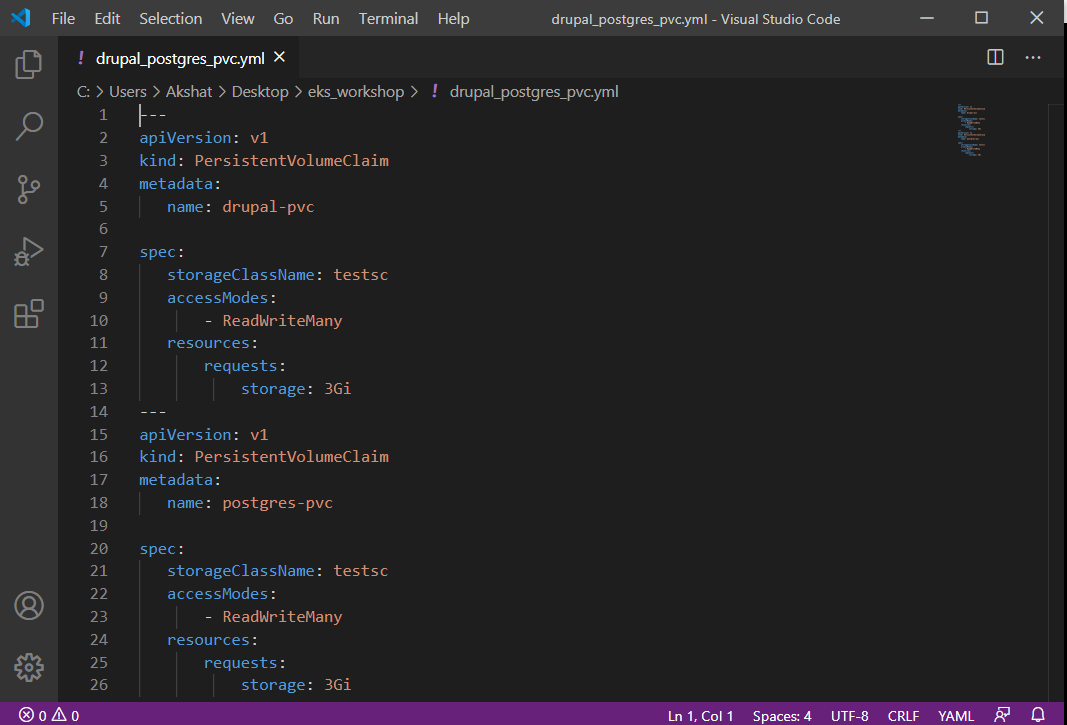 File Edit Selection View Go Run Terminal Help drupal_postgres_pvc.yml - Visual Studio Code
! drupal_postgres_pvc.yml
C: > Users > Akshat > Desktop > eks_workshop > ! drupal_postgres_pvc.yml
1 ---
2 apiVersion: v1
3 kind: PersistentVolumeClaim
4 metadata:
5 name: drupal-pvc
6
7 spec:
8 storageClassName: testsc
9 accessModes:
10 - ReadWriteMany
11 resources:
12 requests:
13 storage: 3Gi
14 ---
15 apiVersion: v1
16 kind: PersistentVolumeClaim
17 metadata:
18 name: postgres-pvc
19
20 spec:
21 storageClassName: testsc
22 accessModes:
23 - ReadWriteMany
24 resources:
25 requests:
26 storage: 3Gi
0 0 Ln 1, Col 1 Spaces: 4 UTF-8 CRLF YAML